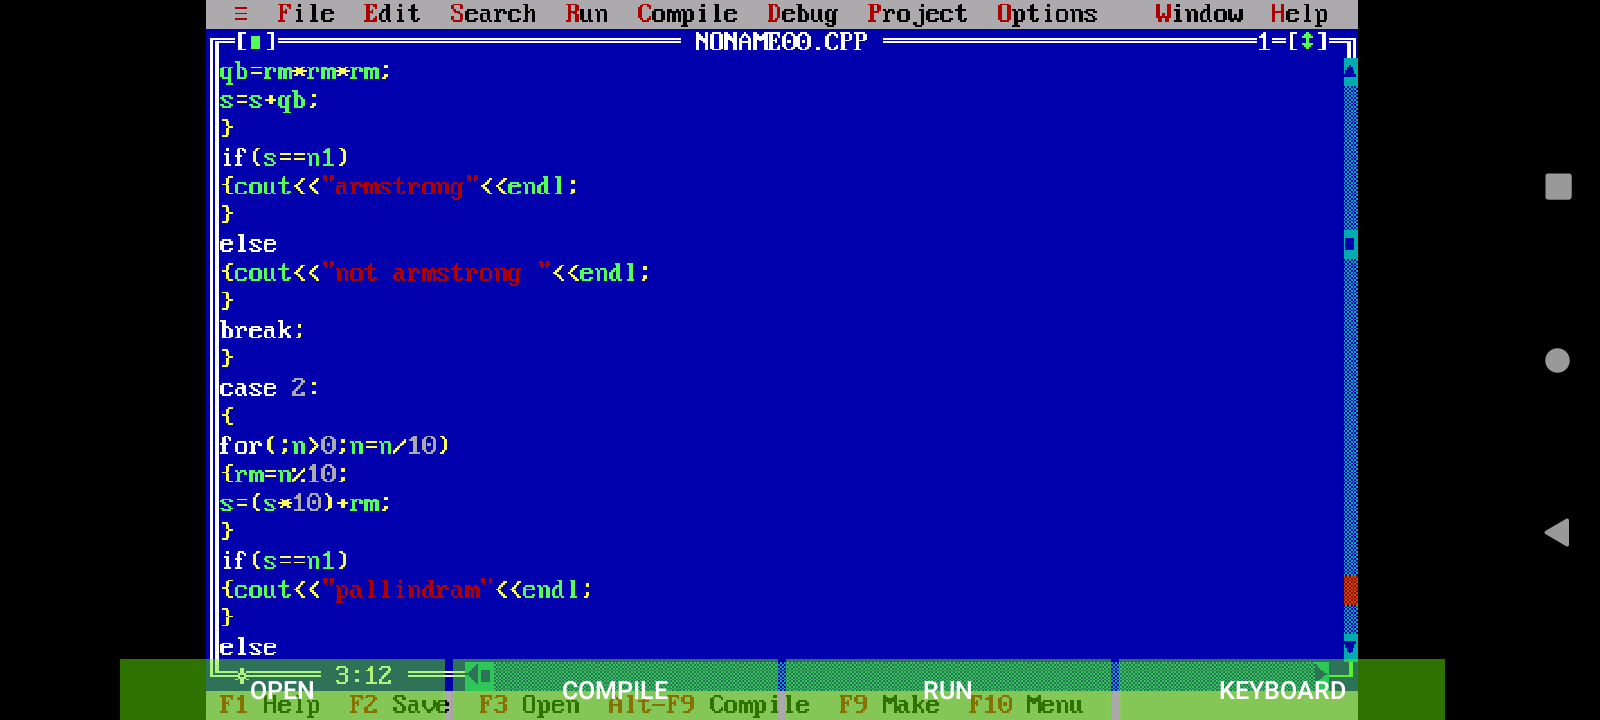 ≡ File Edit Search Run Compile Debug Project Options Window Help
[■] NONAME00.CPP 1=[↕]
qb=rm*rm*rm;
s=s+qb;
}
if(s==n1)
{cout<<"armstrong"<<endl;
}
else
{cout<<"not armstrong "<<endl;
}
break;
}
case 2:
{
for(;n>0;n=n/10)
{rm=n%10;
s=(s*10)+rm;
}
if(s==n1)
{cout<<"pallindram"<<endl;
}
else
3:12
OPEN COMPILE RUN KEYBOARD
F1 Help F2 Save F3 Open Alt-F9 Compile F9 Make F10 Menu